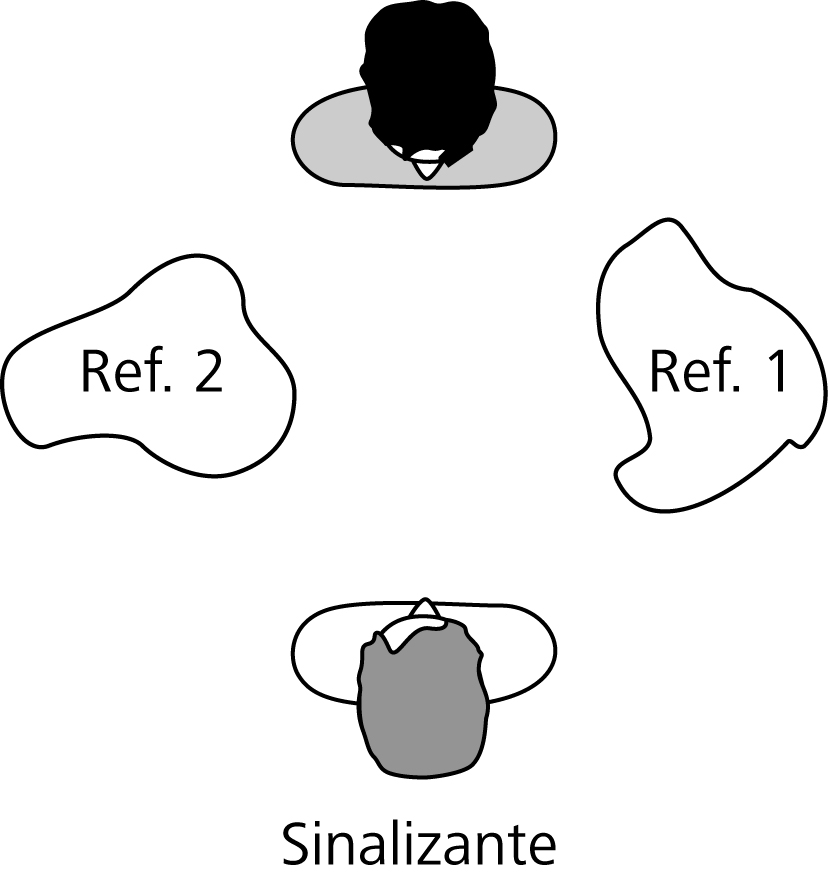 Ref. 2
Ref. 1
Sinalizante